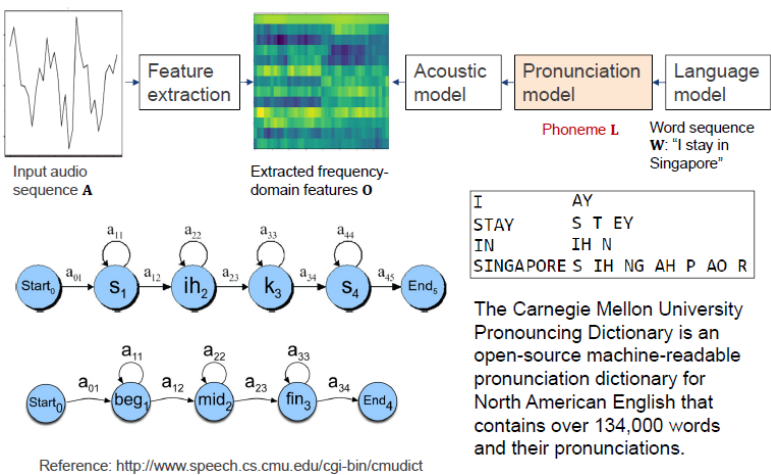 Feature
extraction
Acoustic
model
Pronunciation
model
Language
model
Input audio
sequence A
Extracted frequency-
domain features O
Phoneme L
Word sequence
W: “I stay in
Singapore”
I AY
STAY S T EY
IN IH N
SINGAPORE S IH NG AH P AO R
a11 a22 a33 a44
Start0 a01 s1 a12 ih2 a23 k3 a34 s4 a45 End5
a11 a22 a33
Start0 a01 beg1 a12 mid2 a23 fin3 a34 End4
The Carnegie Mellon University
Pronouncing Dictionary is an
open-source machine-readable
pronunciation dictionary for
North American English that
contains over 134,000 words
and their pronunciations.
Reference: http://www.speech.cs.cmu.edu/cgi-bin/cmudict